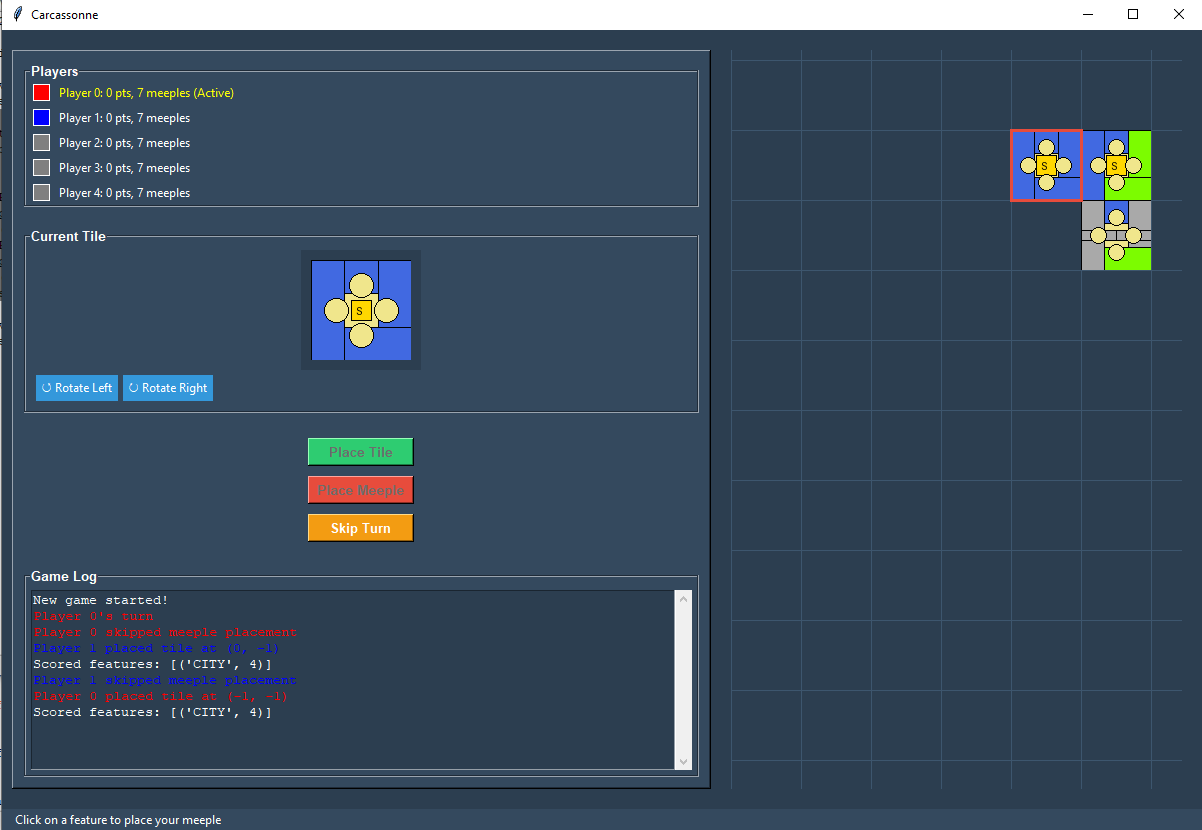 Carcassonne
Players
Player 0: 0 pts, 7 meeples (Active)
Player 1: 0 pts, 7 meeples
Player 2: 0 pts, 7 meeples
Player 3: 0 pts, 7 meeples
Player 4: 0 pts, 7 meeples
S S
Current Tile
S
↺ Rotate Left ↻ Rotate Right
Place Tile
Place Meeple
Skip Turn
Game Log
New game started!
Player 0's turn
Player 0 skipped meeple placement
Player 1 placed tile at (0, -1)
Scored features: [('CITY', 4)]
Player 1 skipped meeple placement
Player 0 placed tile at (-1, -1)
Scored features: [('CITY', 4)]
Click on a feature to place your meeple